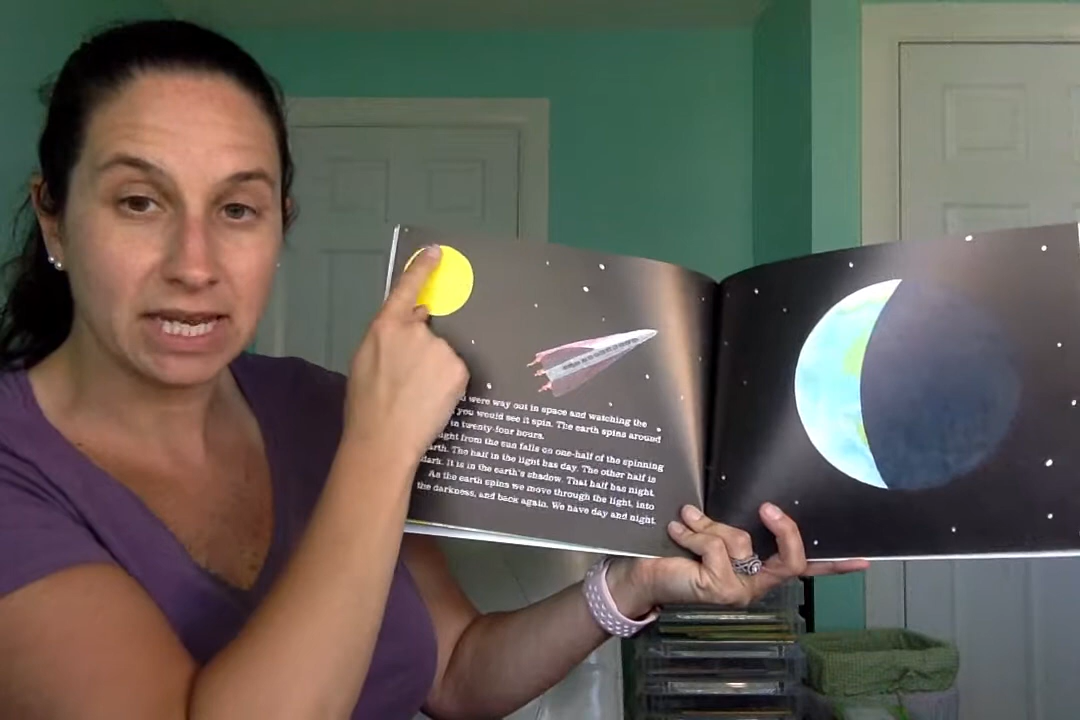 were way out in space and watching the
you would see it spin. The earth spins around
in twenty-four hours.
from the sun falls on one-half of the spinning
The half in the light has day. The other half is
dark. It is in the earth's shadow. That half has night.
As the earth spins we move through the light, into
the darkness, and back again. We have day and night.